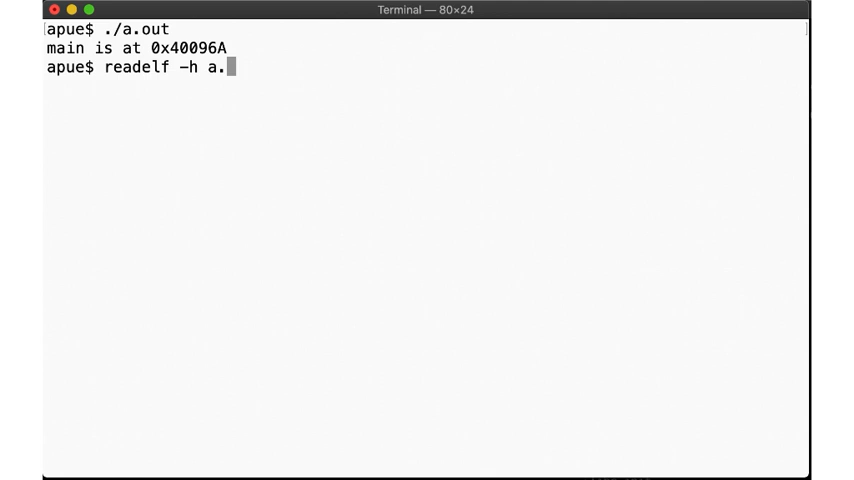 Terminal — 80×24
apue$ ./a.out
main is at 0x40096A
apue$ readelf -h a.